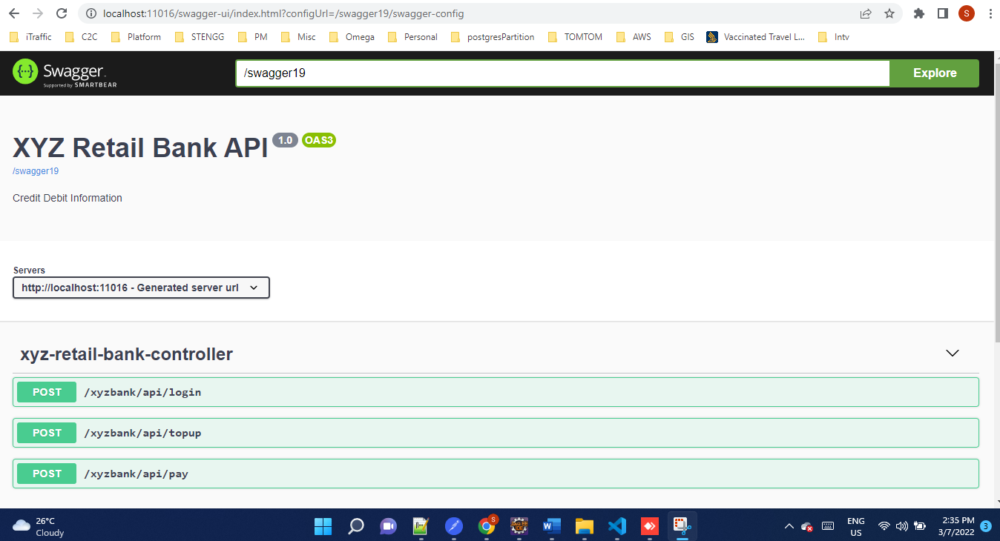 localhost:11016/swagger-ui/index.html?configUrl=/swagger19/swagger-config
S
iTraffic C2C Platform STENGG PM Misc Omega Personal postgresPartition TOMTOM AWS GIS Vaccinated Travel L... Intv
{...} Swagger.
Supported by SMARTBEAR
/swagger19
Explore
XYZ Retail Bank API 1.0 OAS3
/swagger19
Credit Debit Information
Servers
http://localhost:11016 - Generated server url
xyz-retail-bank-controller
POST /xyzbank/api/login
POST /xyzbank/api/topup
POST /xyzbank/api/pay
26°C
Cloudy
S
ENG
US
2:35 PM
3/7/2022
3